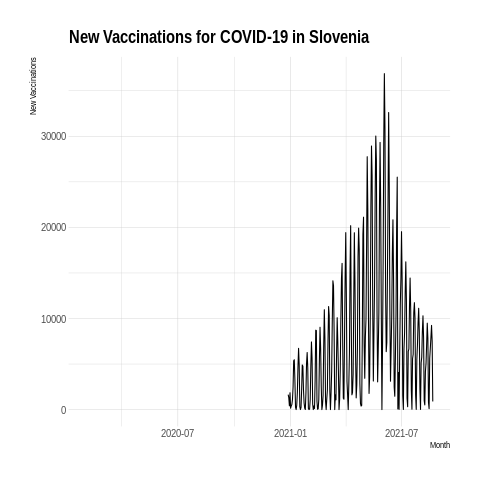 New Vaccinations for COVID-19 in Slovenia
New Vaccinations
30000
20000
10000
0
2020-07
2021-01
2021-07
Month